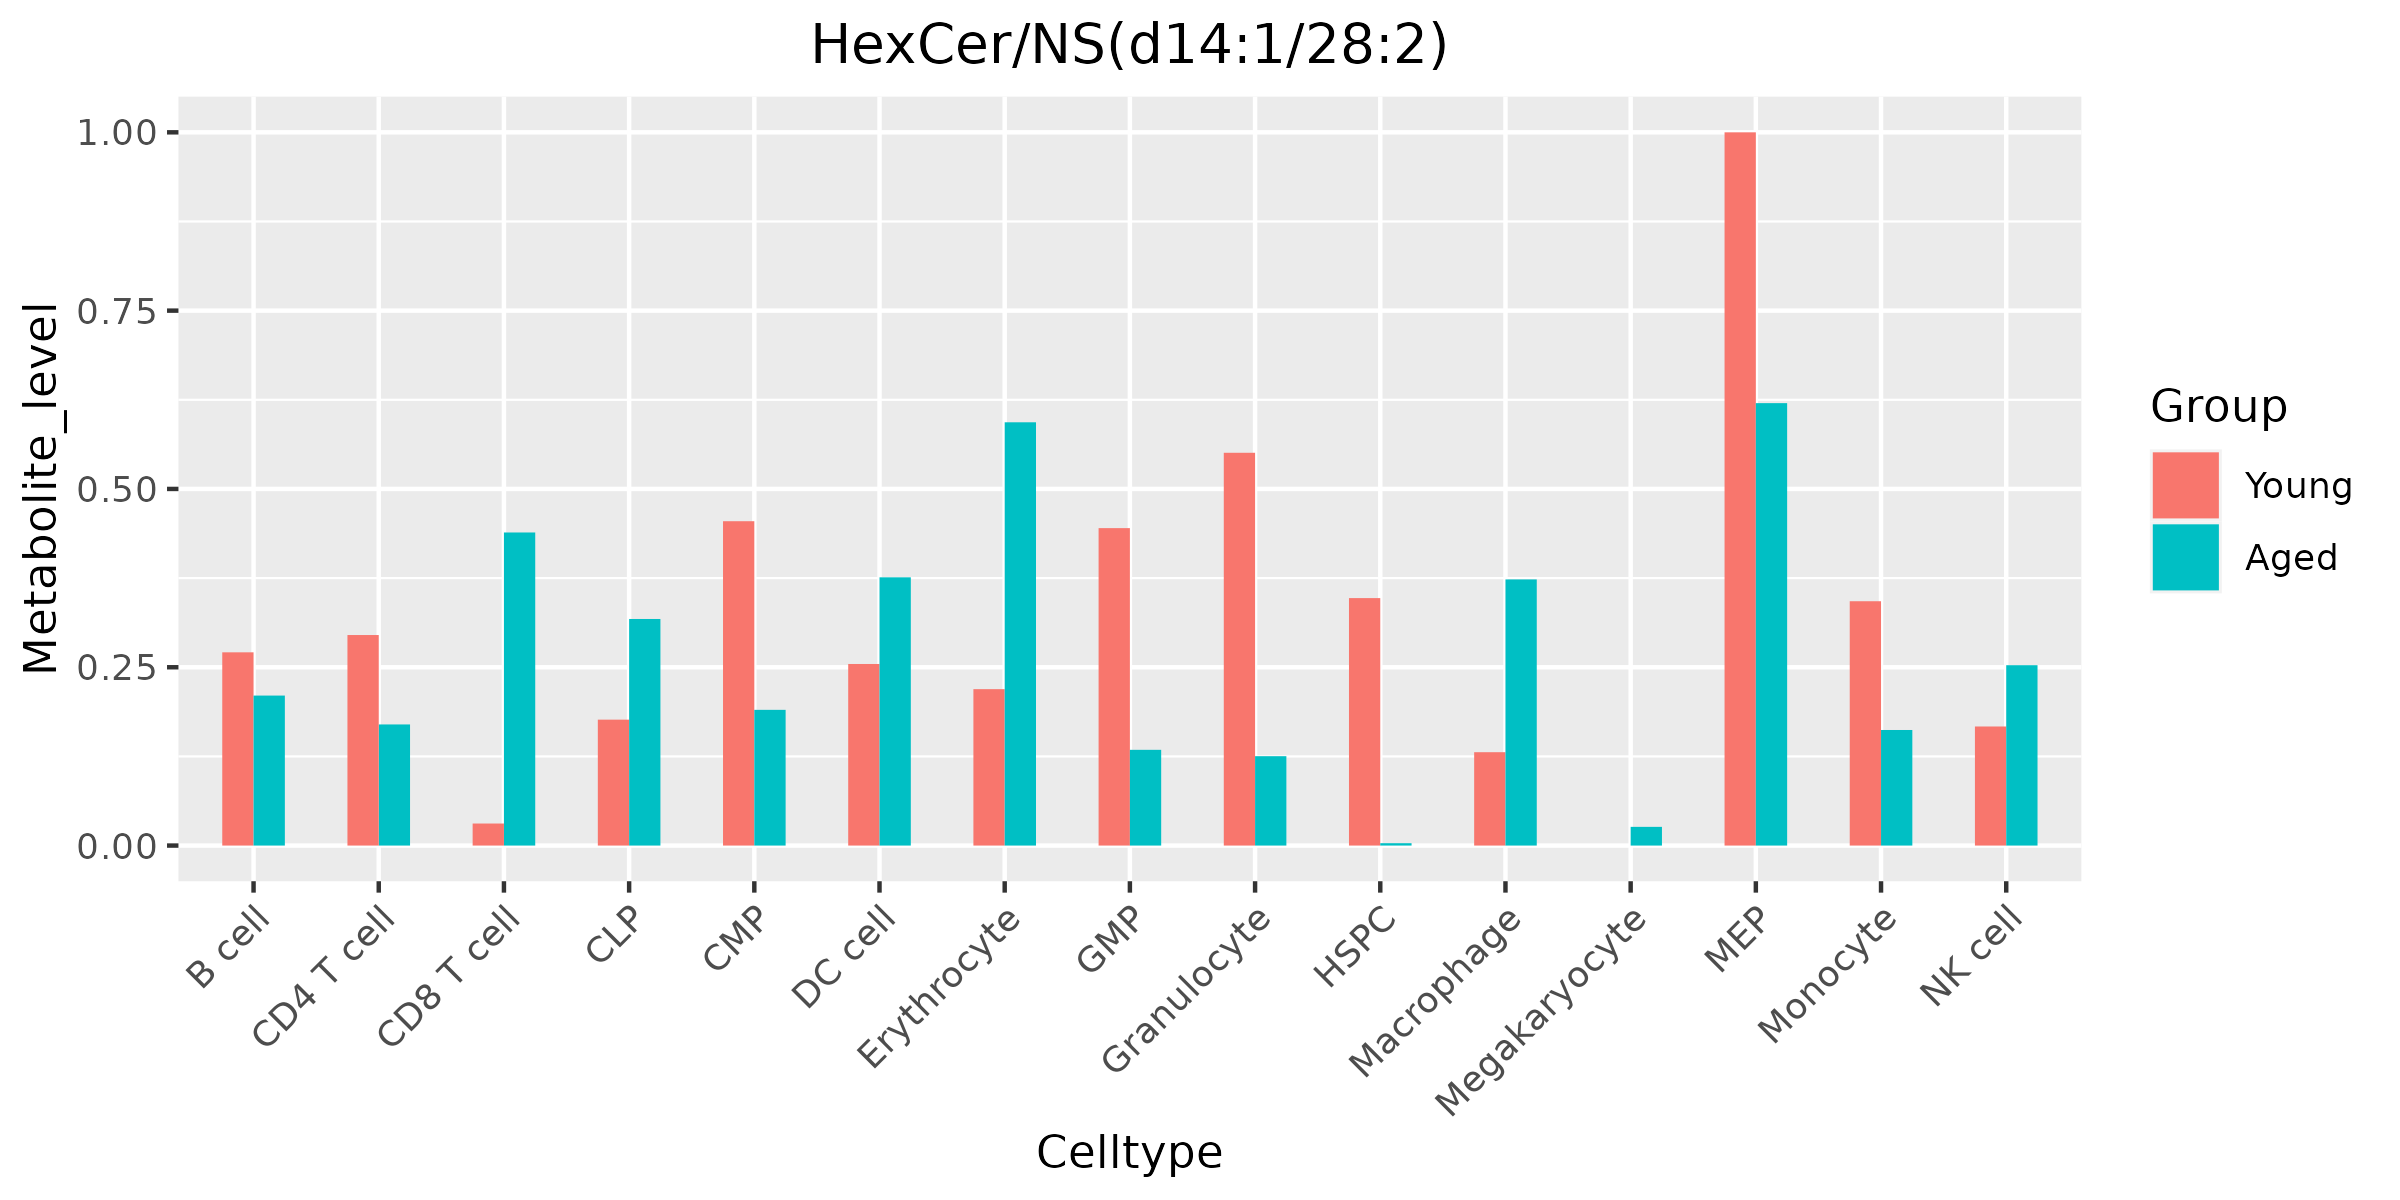 HexCer/NS(d14:1/28:2)
Metabolite_level
1.00
0.75
0.50
0.25
0.00
B cell
CD4 T cell
CD8 T cell
CLP
CMP
DC cell
Erythrocyte
GMP
Granulocyte
HSPC
Macrophage
Megakaryocyte
MEP
Monocyte
NK cell
Celltype
Group
Young
Aged